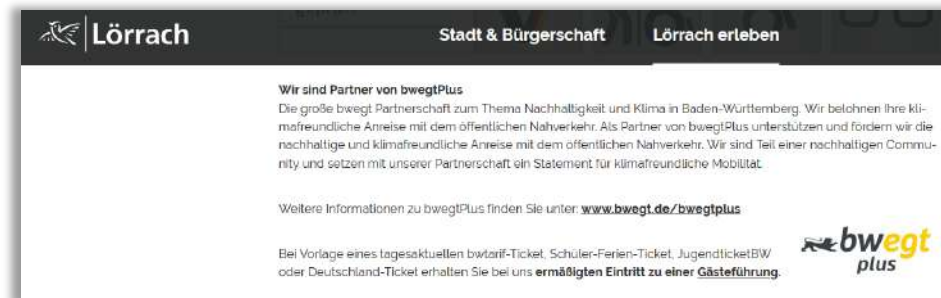 Lörrach
Stadt & Bürgerschaft
Lörrach erleben
Wir sind Partner von bwegtPlus
Die große bwegt Partnerschaft zum Thema Nachhaltigkeit und Klima in Baden-Württemberg. Wir belohnen Ihre kli-
mafreundliche Anreise mit dem öffentlichen Nahverkehr. Als Partner von bwegtPlus unterstützen und fördern wir die
nachhaltige und klimafreundliche Anreise mit dem öffentlichen Nahverkehr. Wir sind Teil einer nachhaltigen Commu-
nity und setzen mit unserer Partnerschaft ein Statement für klimafreundliche Mobilität.
Weitere Informationen zu bwegtPlus finden Sie unter: www.bwegt.de/bwegtplus
Bei Vorlage eines tagesaktuellen bwtarif-Ticket, Schüler-Ferien-Ticket, JugendticketBW
oder Deutschland-Ticket erhalten Sie bei uns ermäßigten Eintritt zu einer Gästeführung.
bwegt
plus